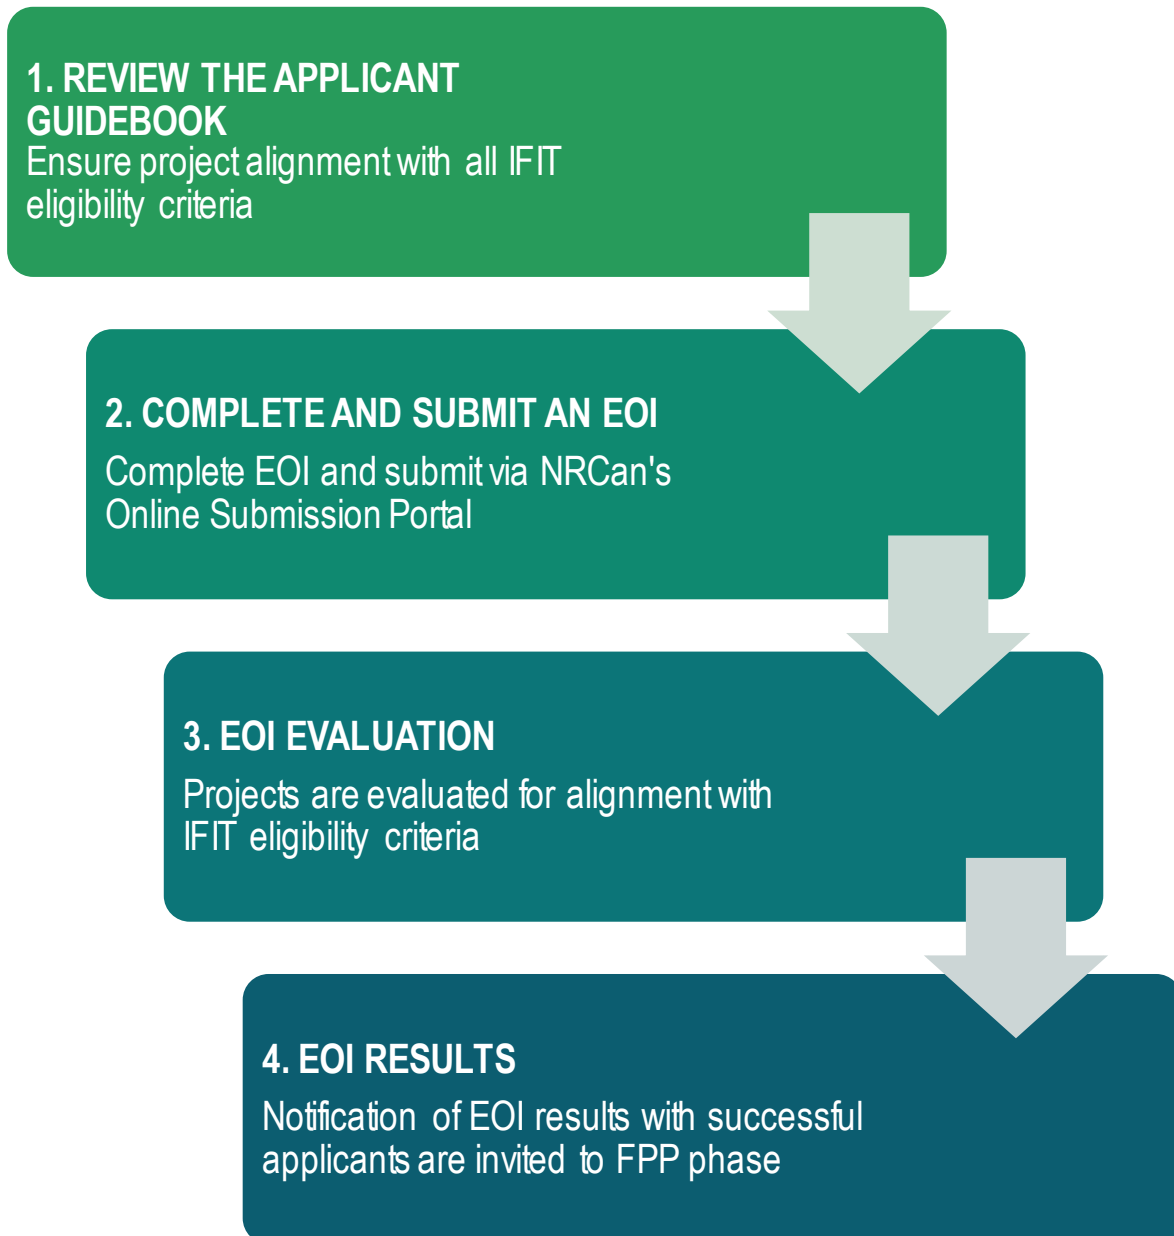 1. REVIEW THE APPLICANT
GUIDEBOOK
Ensure project alignment with all IFIT
eligibility criteria
2. COMPLETE AND SUBMIT AN EOI
Complete EOI and submit via NRCan's
Online Submission Portal
3. EOI EVALUATION
Projects are evaluated for alignment with
IFIT eligibility criteria
4. EOI RESULTS
Notification of EOI results with successful
applicants are invited to FPP phase